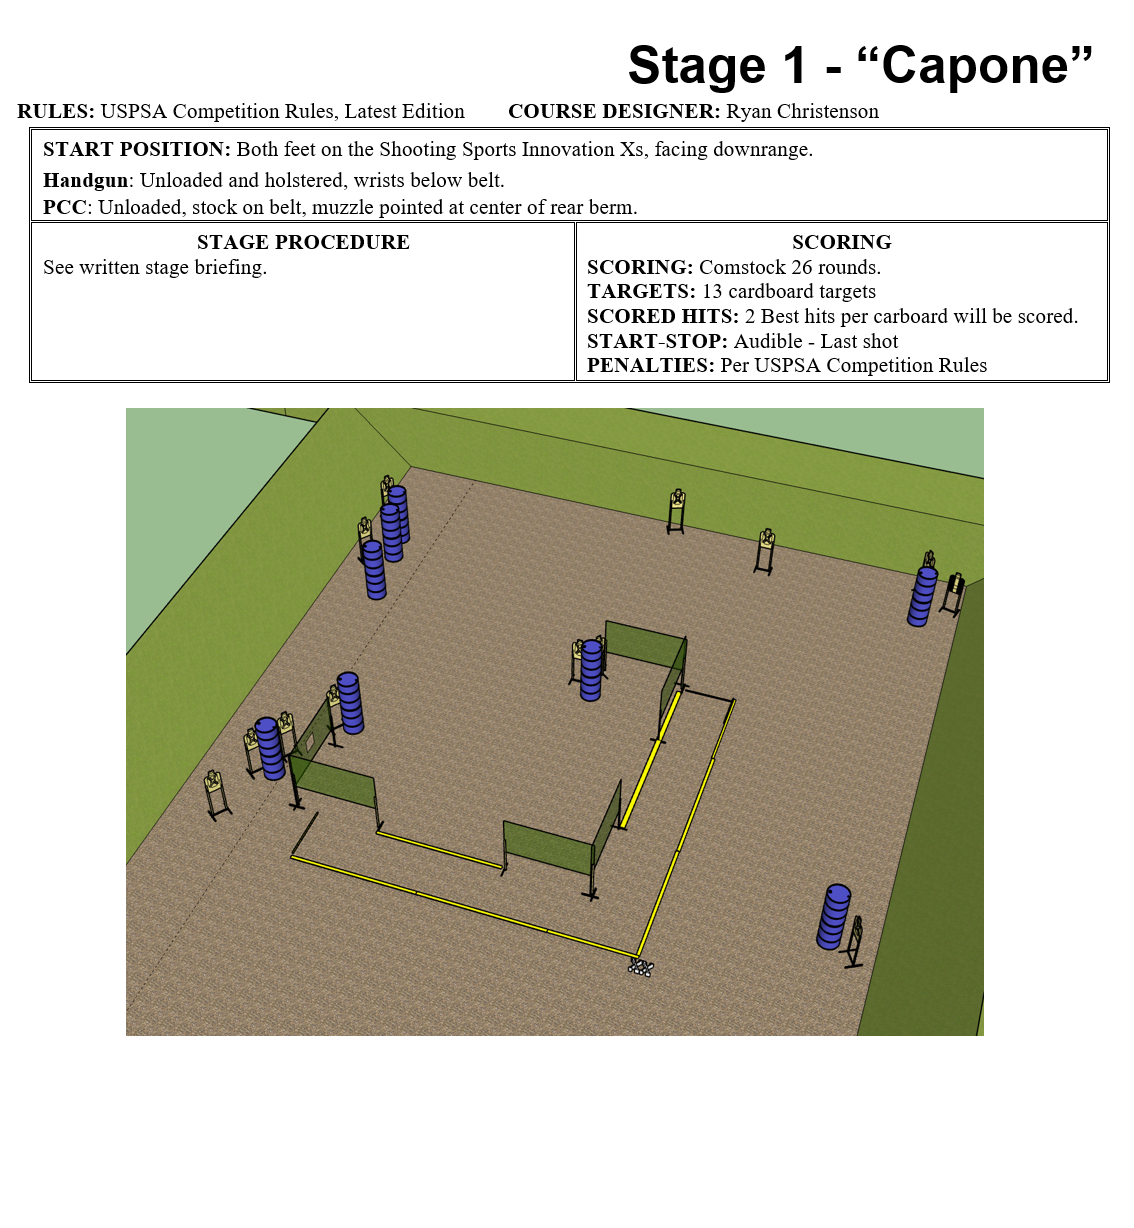 Stage 1 - “Capone”
RULES: USPSA Competition Rules, Latest Edition COURSE DESIGNER: Ryan Christenson
START POSITION: Both feet on the Shooting Sports Innovation Xs, facing downrange.
Handgun: Unloaded and holstered, wrists below belt.
PCC: Unloaded, stock on belt, muzzle pointed at center of rear berm.
STAGE PROCEDURE
See written stage briefing.
SCORING
SCORING: Comstock 26 rounds.
TARGETS: 13 cardboard targets
SCORED HITS: 2 Best hits per carboard will be scored.
START-STOP: Audible - Last shot
PENALTIES: Per USPSA Competition Rules